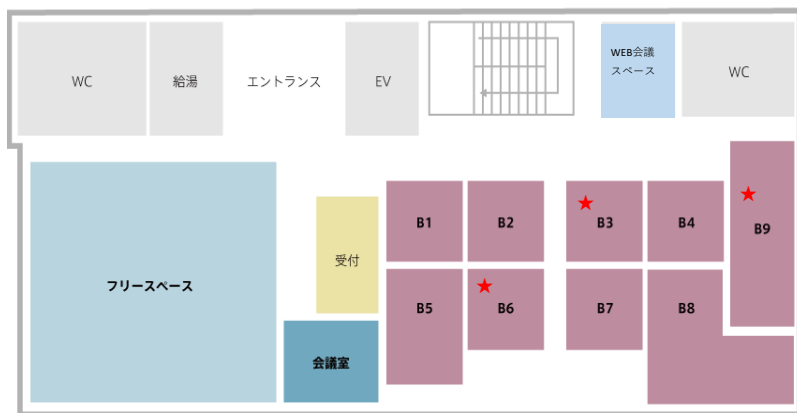 WC
給湯
エントランス
EV
WEB会議
スペース
WC
B1
B2
B3
B4
B9
受付
フリースペース
B5
B6
B7
B8
会議室